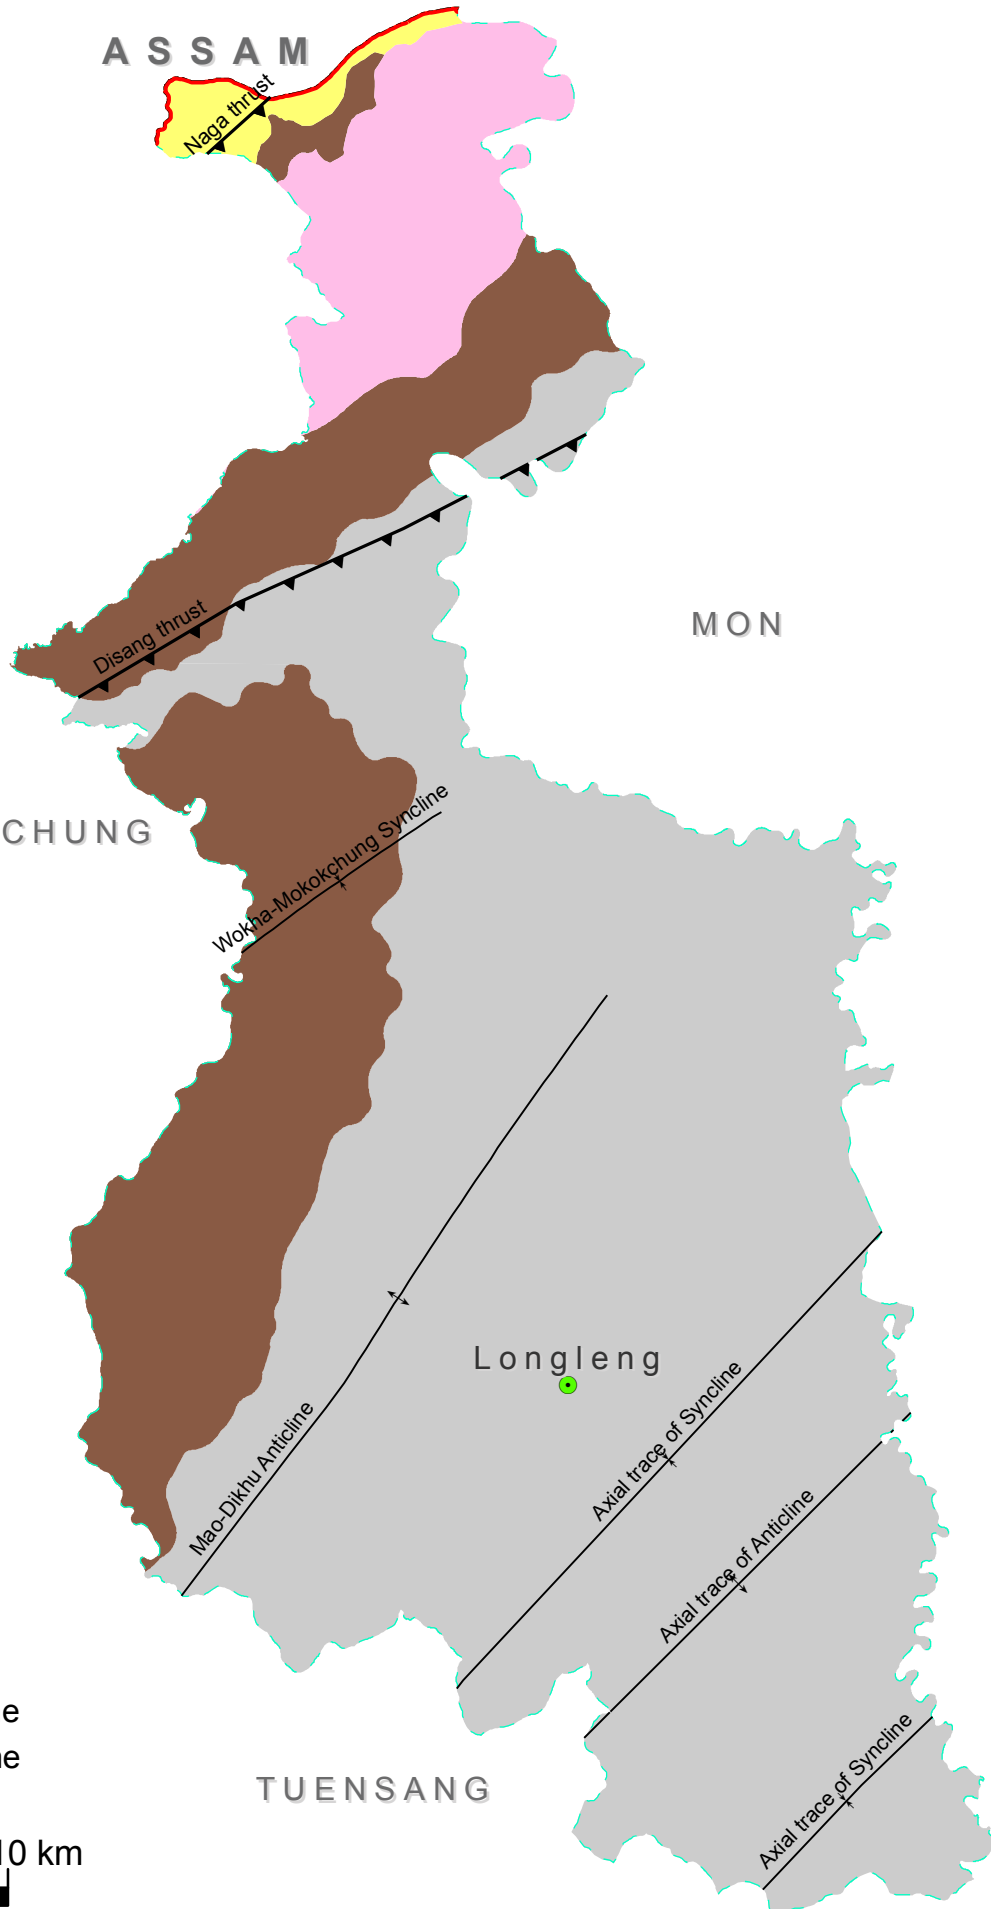 ASSAM
Naga thrust
Disang thrust
MON
CHUNG
Wokha-Mokokchung Syncline
Longleng
Mao-Dikhu Anticline
Axial trace of Syncline
Axial trace of Anticline
e
ne
TUENSANG
Axial trace of Syncline
10 km